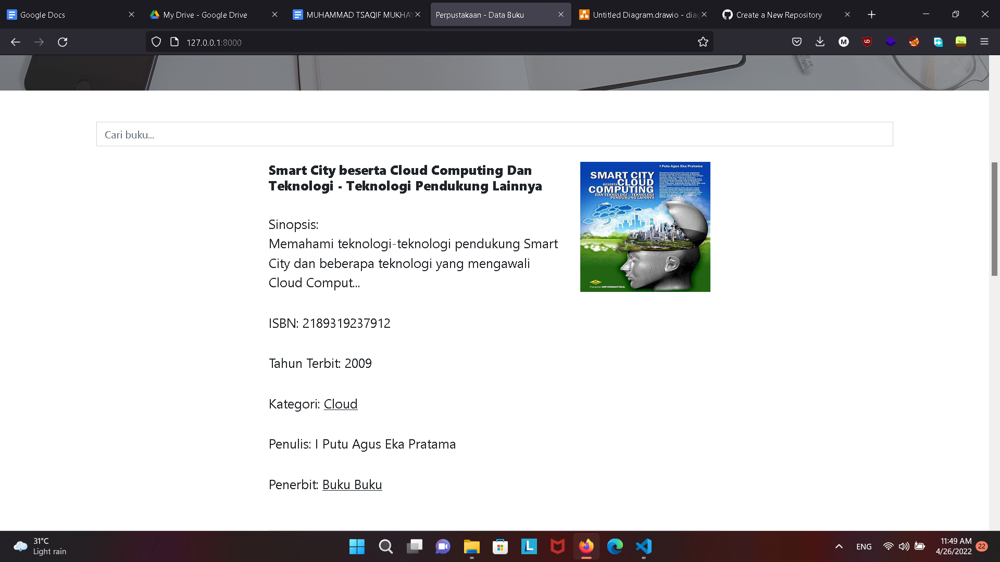 Google Docs
My Drive - Google Drive
MUHAMMAD TSAQIF MUKHAY
Perpustakaan - Data Buku
Untitled Diagram.drawio - diag
Create a New Repository
127.0.0.1:8000
Cari buku...
Smart City beserta Cloud Computing Dan
Teknologi - Teknologi Pendukung Lainnya
I Putu Agus Eka Pratama
SMART CITY
BESERTA CLOUD
COMPUTING
DAN TEKNOLOGI - TEKNOLOGI
PENDUKUNG LAINNYA
Penerbit INFORMATIKA
Sinopsis:
Memahami teknologi-teknologi pendukung Smart
City dan beberapa teknologi yang mengawali
Cloud Comput...
ISBN: 2189319237912
Tahun Terbit: 2009
Kategori: Cloud
Penulis: I Putu Agus Eka Pratama
Penerbit: Buku Buku
31°C
Light rain
ENG
11:49 AM
4/26/2022
22